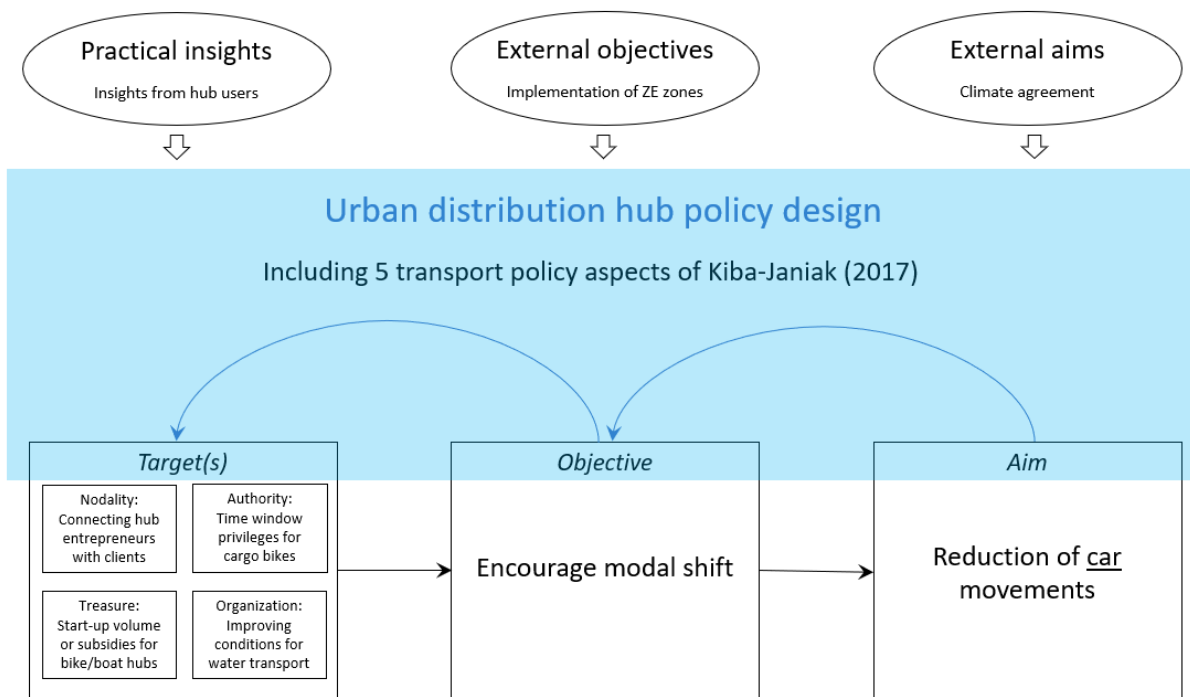 Practical insights
Insights from hub users
External objectives
Implementation of ZE zones
External aims
Climate agreement
Urban distribution hub policy design
Including 5 transport policy aspects of Kiba-Janiak (2017)
Target(s)
Nodality:
Connecting hub
entrepreneurs
with clients
Authority:
Time window
privileges for
cargo bikes
Treasure:
Start-up volume
or subsidies for
bike/boat hubs
Organization:
Improving
conditions for
water transport
Objective
Encourage modal shift
Aim
Reduction of car
movements